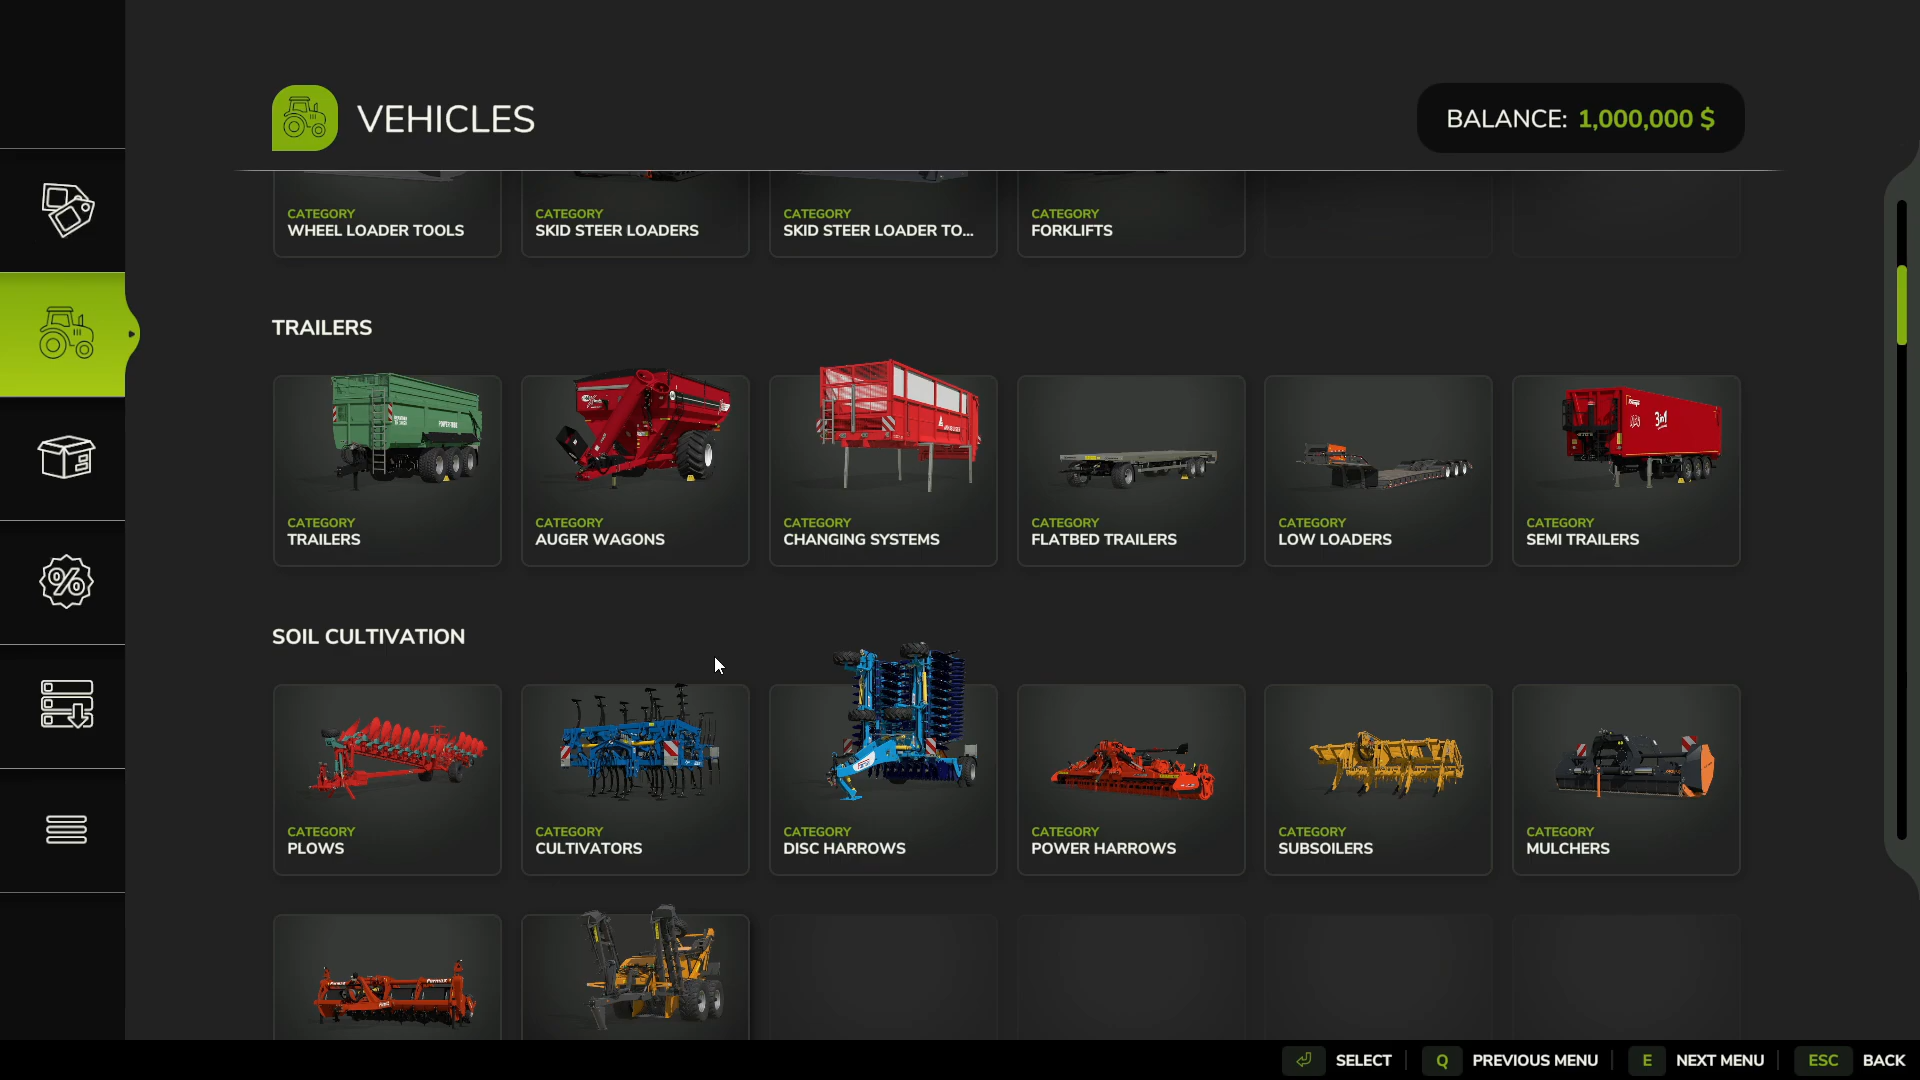 VEHICLES
BALANCE: 1,000,000 $
CATEGORY
WHEEL LOADER TOOLS
CATEGORY
SKID STEER LOADERS
CATEGORY
SKID STEER LOADER TO...
CATEGORY
FORKLIFTS
TRAILERS
3in1
CATEGORY
TRAILERS
CATEGORY
AUGER WAGONS
CATEGORY
CHANGING SYSTEMS
CATEGORY
FLATBED TRAILERS
CATEGORY
LOW LOADERS
CATEGORY
SEMI TRAILERS
SOIL CULTIVATION
CATEGORY
PLOWS
CATEGORY
CULTIVATORS
CATEGORY
DISC HARROWS
CATEGORY
POWER HARROWS
CATEGORY
SUBSOILERS
CATEGORY
MULCHERS
SELECT
Q PREVIOUS MENU
E NEXT MENU
ESC BACK